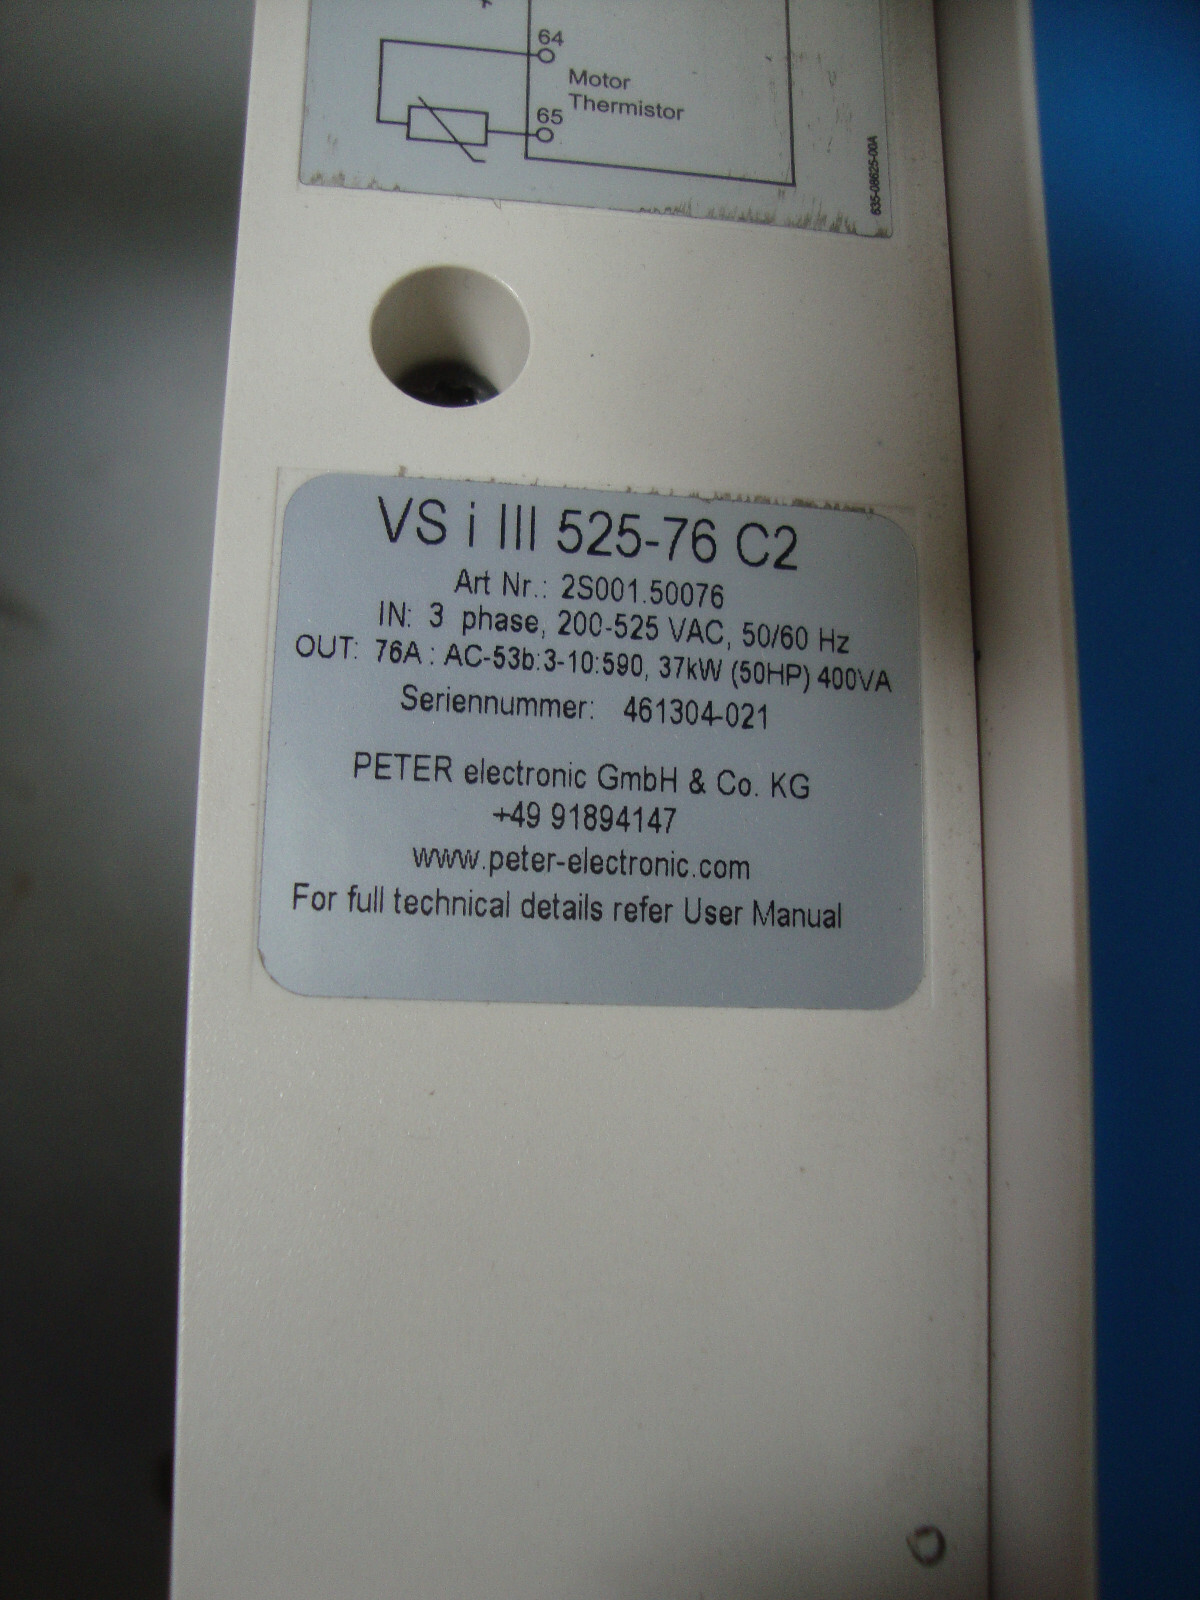 64
Motor
Thermistor
65
635-08625-00A
VS i III 525-76 C2
Art Nr.: 2S001.50076
IN: 3 phase, 200-525 VAC, 50/60 Hz
OUT: 76A : AC-53b:3-10:590, 37kW (50HP) 400VA
Seriennummer: 461304-021
PETER electronic GmbH & Co. KG
+49 91894147
www.peter-electronic.com
For full technical details refer User Manual